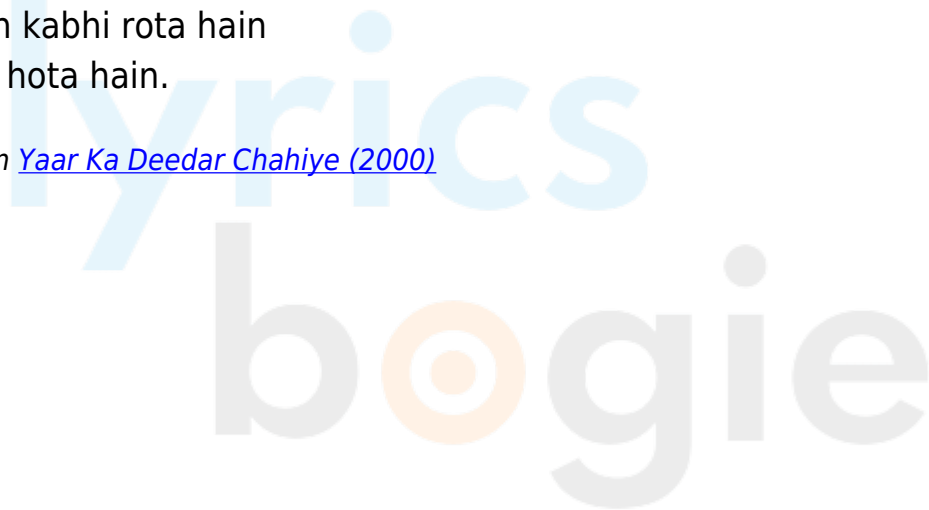 n kabhi rota hain
hota hain.
n Yaar Ka Deedar Chahiye (2000)
lyrics
bogie